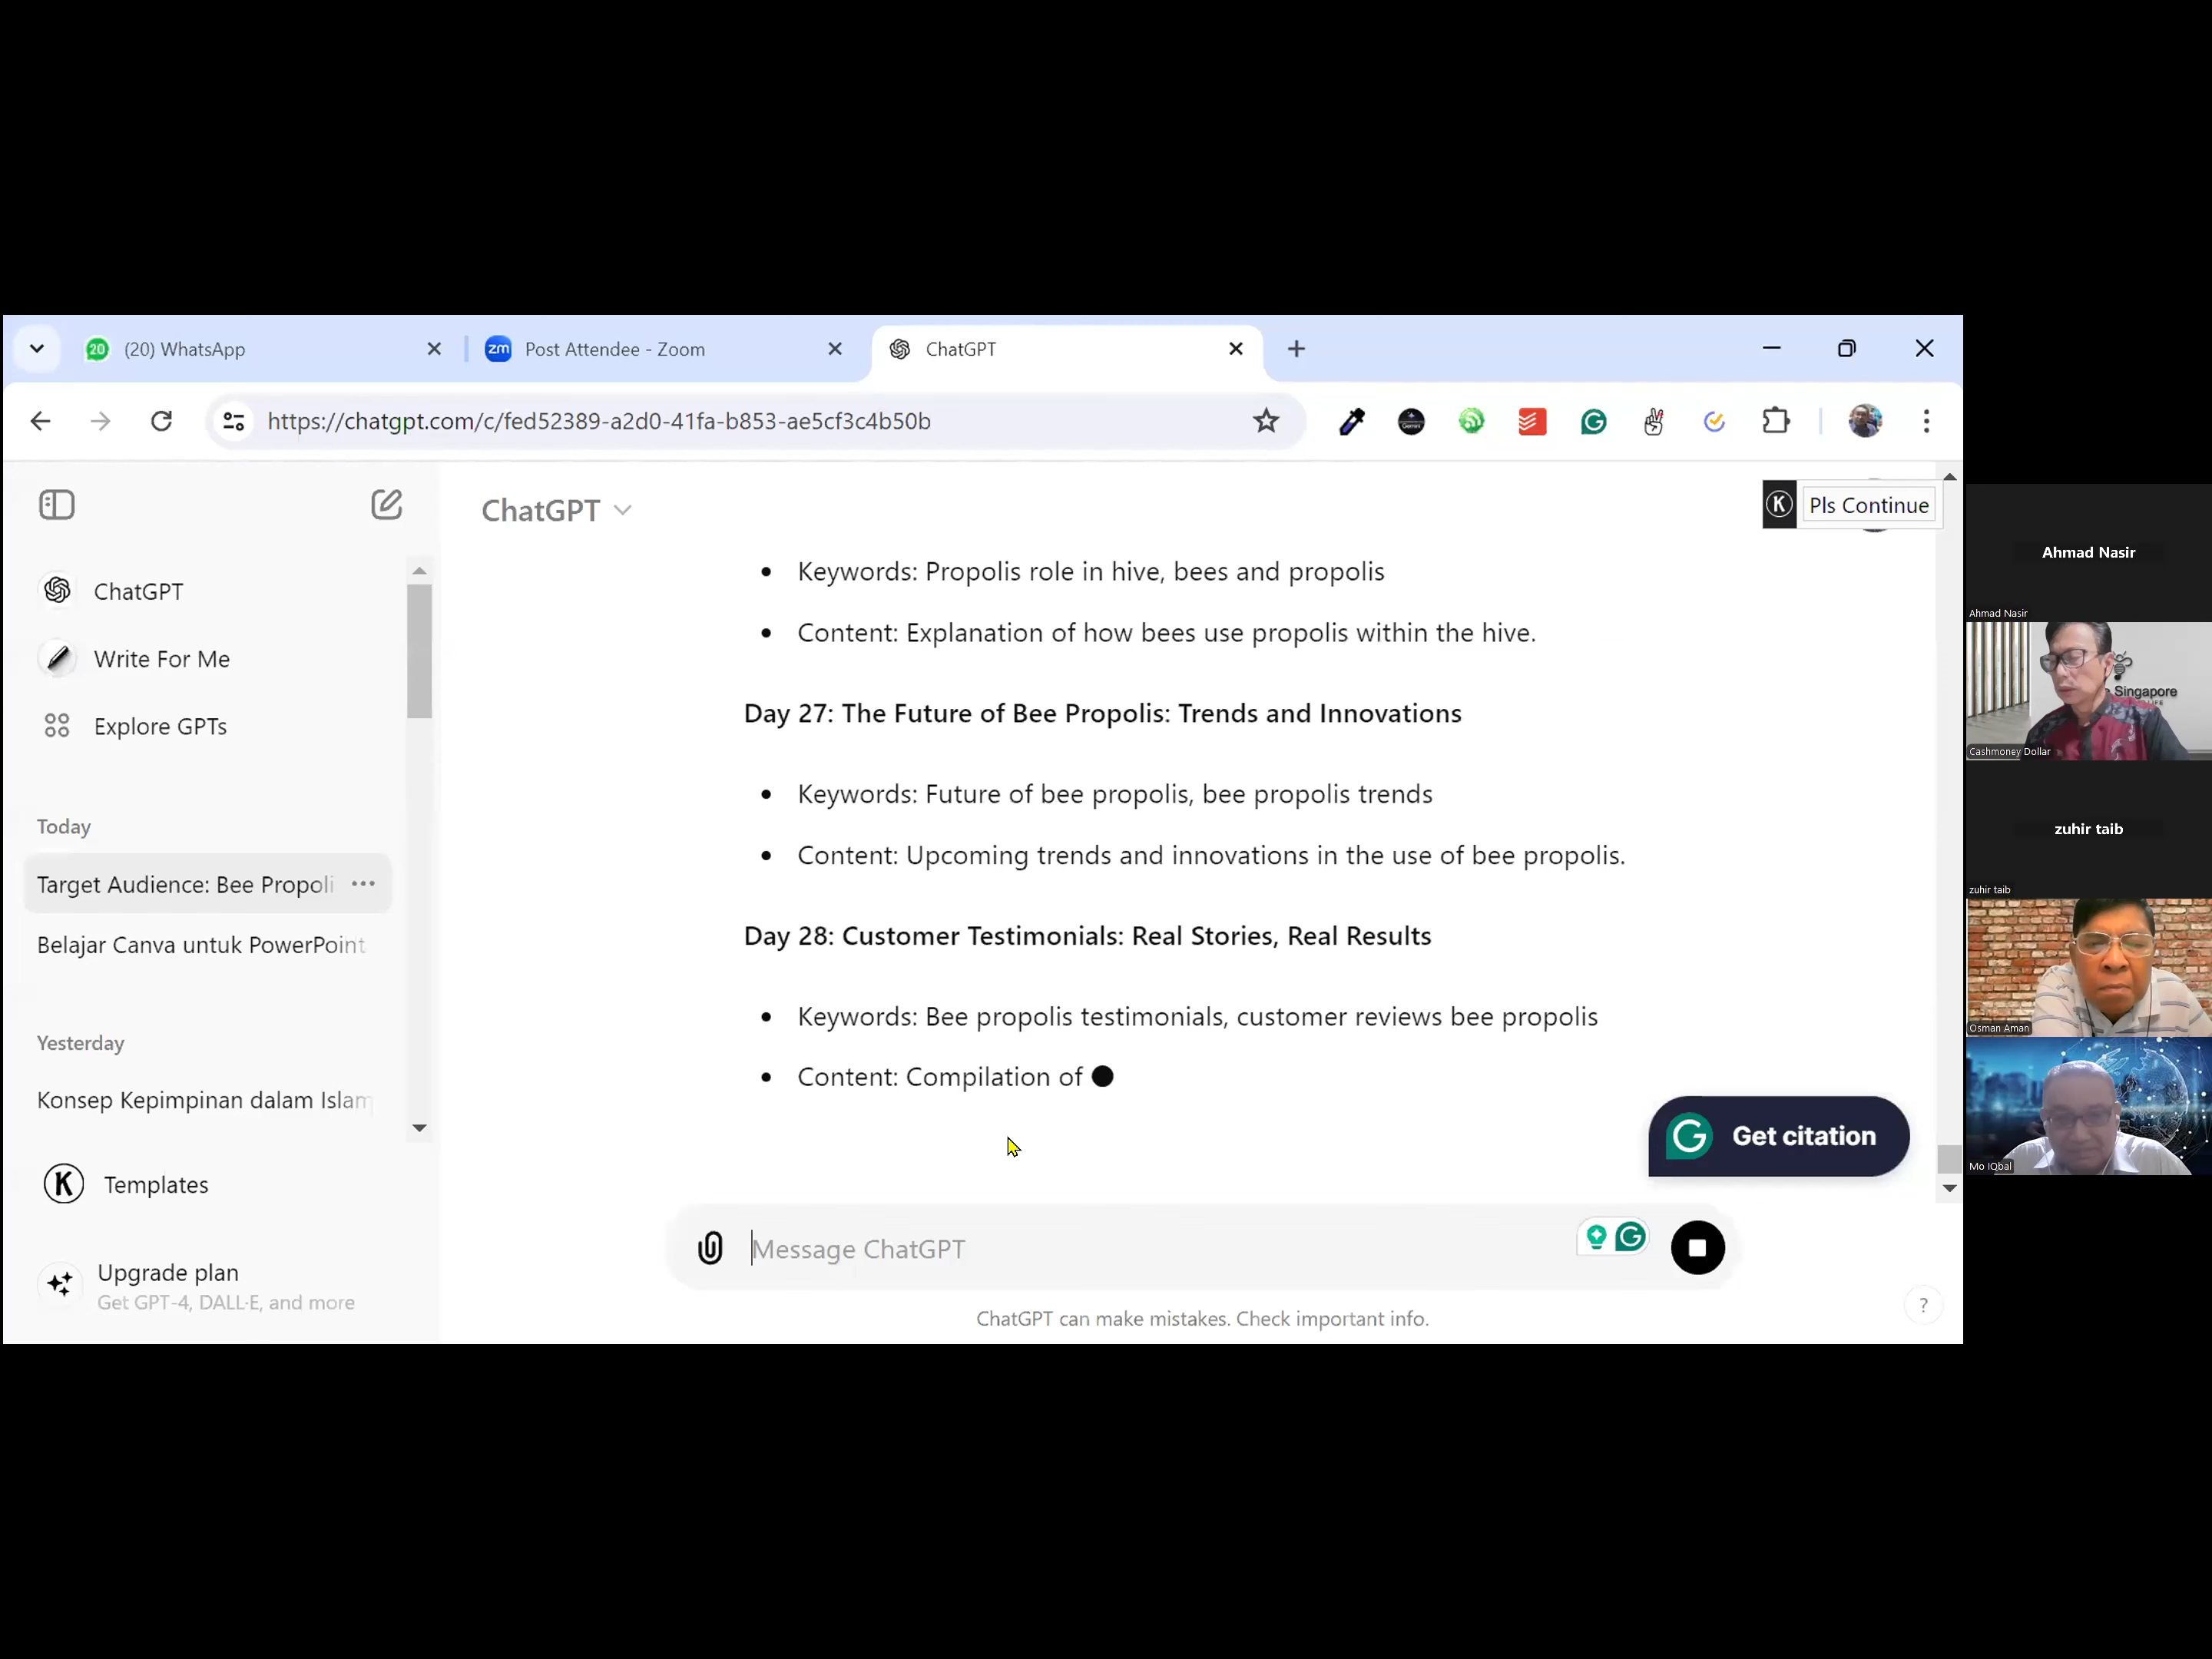 (20) WhatsApp
Post Attendee - Zoom
ChatGPT
https://chatgpt.com/c/fed52389-a2d0-41fa-b853-ae5cf3c4b50b
ChatGPT
Pls Continue
ChatGPT
Write For Me
Explore GPTs
Today
Target Audience: Bee Propoli
Belajar Canva untuk PowerPoint
Yesterday
Konsep Kepimpinan dalam Islam
Templates
Upgrade plan
Get GPT-4, DALL·E, and more
Keywords: Propolis role in hive, bees and propolis
Content: Explanation of how bees use propolis within the hive.
Day 27: The Future of Bee Propolis: Trends and Innovations
Keywords: Future of bee propolis, bee propolis trends
Content: Upcoming trends and innovations in the use of bee propolis.
Day 28: Customer Testimonials: Real Stories, Real Results
Keywords: Bee propolis testimonials, customer reviews bee propolis
Content: Compilation of
Get citation
Message ChatGPT
ChatGPT can make mistakes. Check important info.
?
Ahmad Nasir
Ahmad Nasir
Singapore
Cashmoney Dollar
zuhir taib
zuhir taib
Osman Aman
Mo IQbal